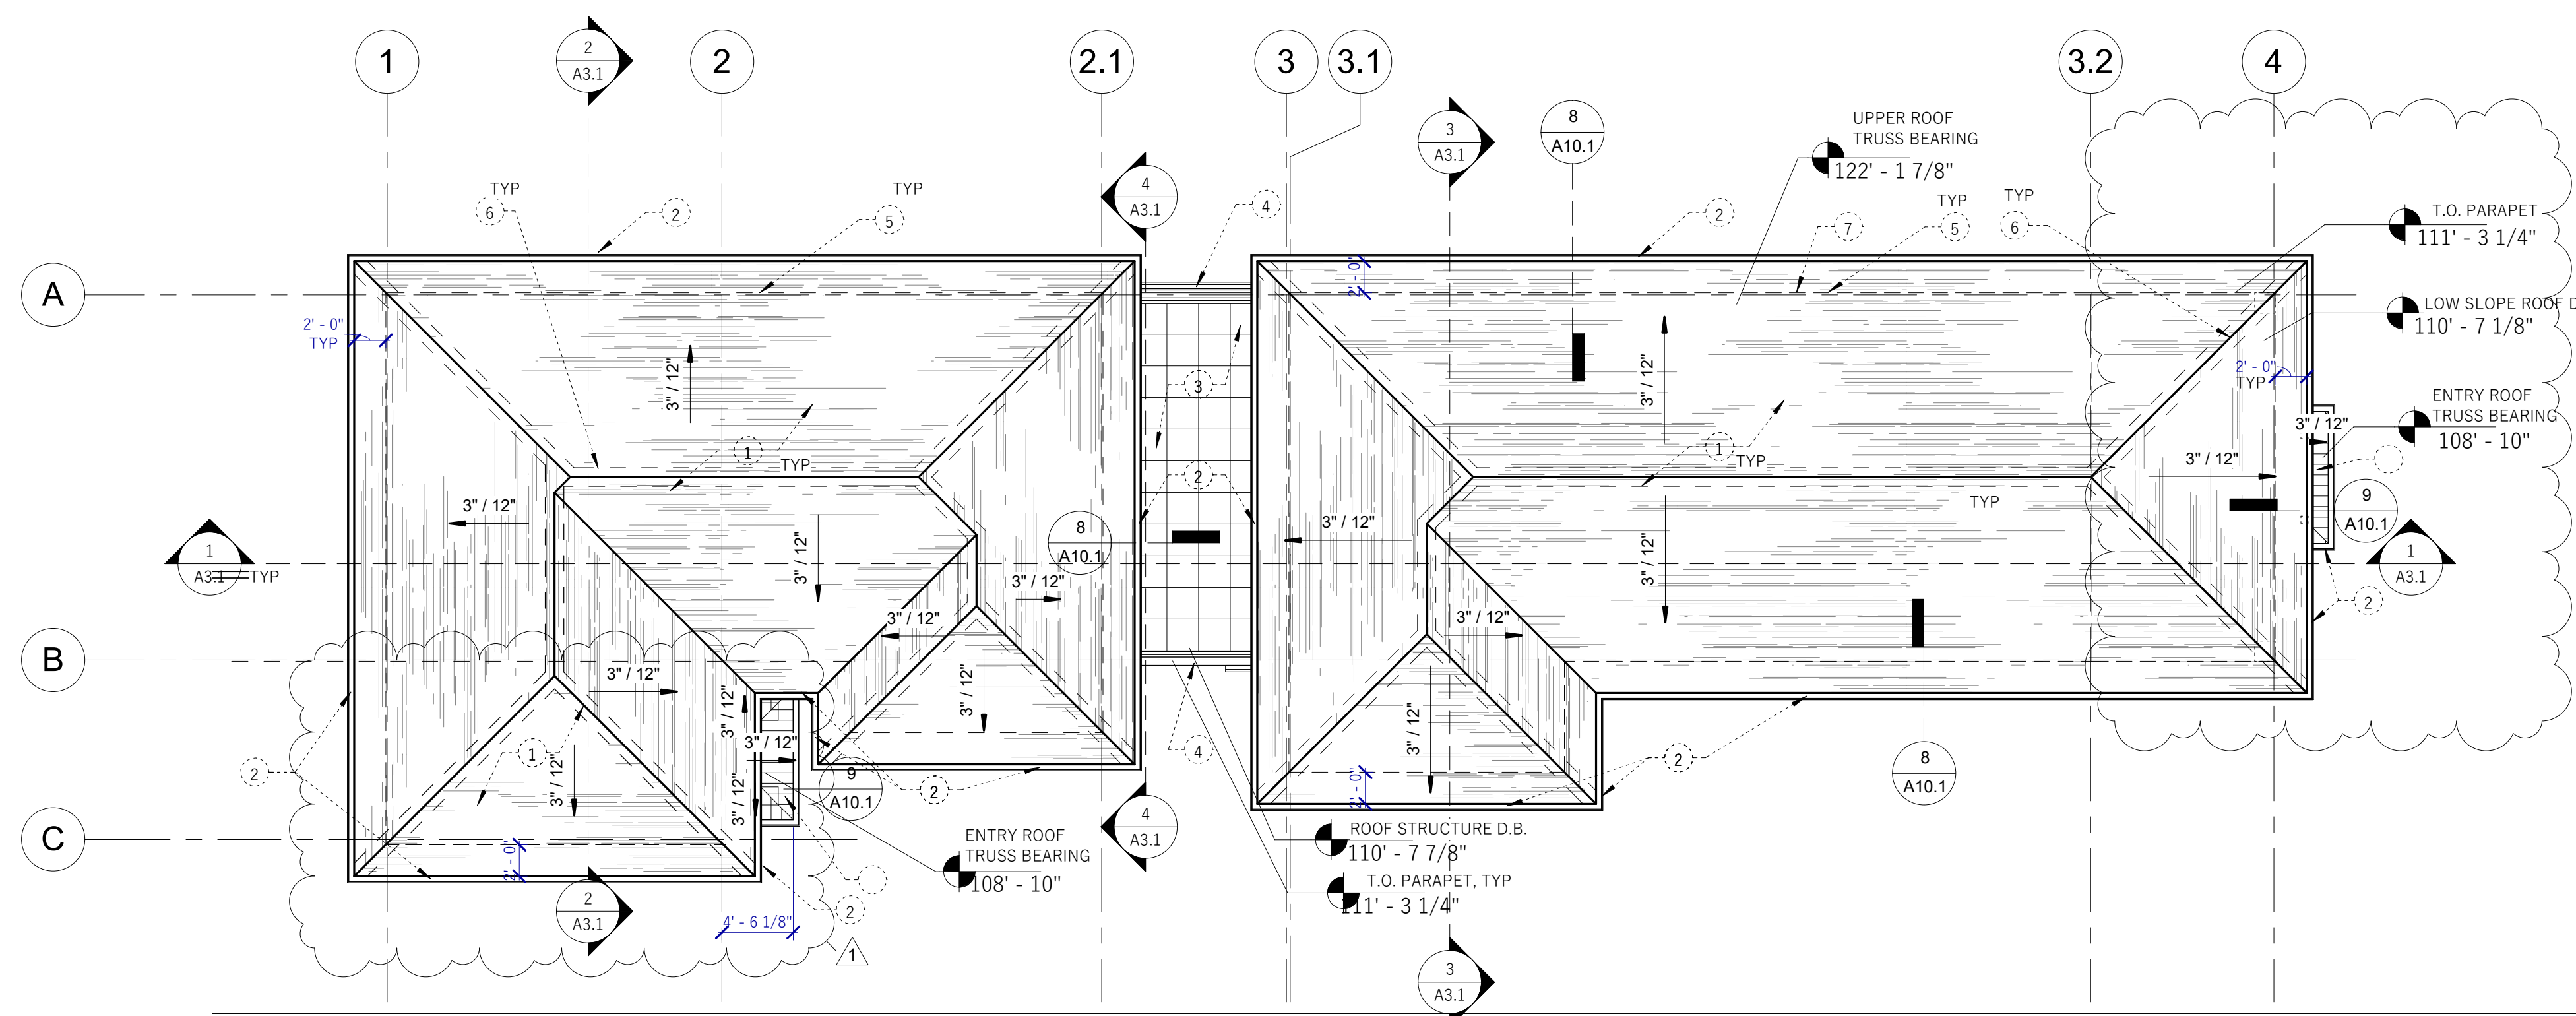 1
2
A3.1
2
2.1
3
3.1
3
A3.1
8
A10.1
3.2
4
UPPER ROOF
TRUSS BEARING
122' - 1 7/8"
TYP
6
2
TYP
5
4
A3.1
4
2
7
TYP
5
TYP
6
T.O. PARAPET
111' - 3 1/4"
A
2' - 0"
TYP
2' - 0"
LOW SLOPE ROOF D
110' - 7 1/8"
3" / 12"
3
3" / 12"
2' - 0"
TYP
ENTRY ROOF
TRUSS BEARING
108' - 10"
3" / 12"
1
TYP
1
TYP
3" / 12"
2
3" / 12"
TYP
9
A10.1
3" / 12"
8
A10.1
3" / 12"
3" / 12"
1
A3.1
TYP
3" / 12"
3" / 12"
3" / 12"
1
A3.1
2
B
3" / 12"
3" / 12"
3" / 12"
3" / 12"
3" / 12"
4
2
2
1
3" / 12"
3" / 12"
9
A10.1
2
8
A10.1
2' - 0"
C
2' - 0"
ENTRY ROOF
TRUSS BEARING
108' - 10"
4
A3.1
ROOF STRUCTURE D.B.
110' - 7 7/8"
T.O. PARAPET, TYP
111' - 3 1/4"
2
A3.1
4' - 6 1/8"
2
1
3
A3.1